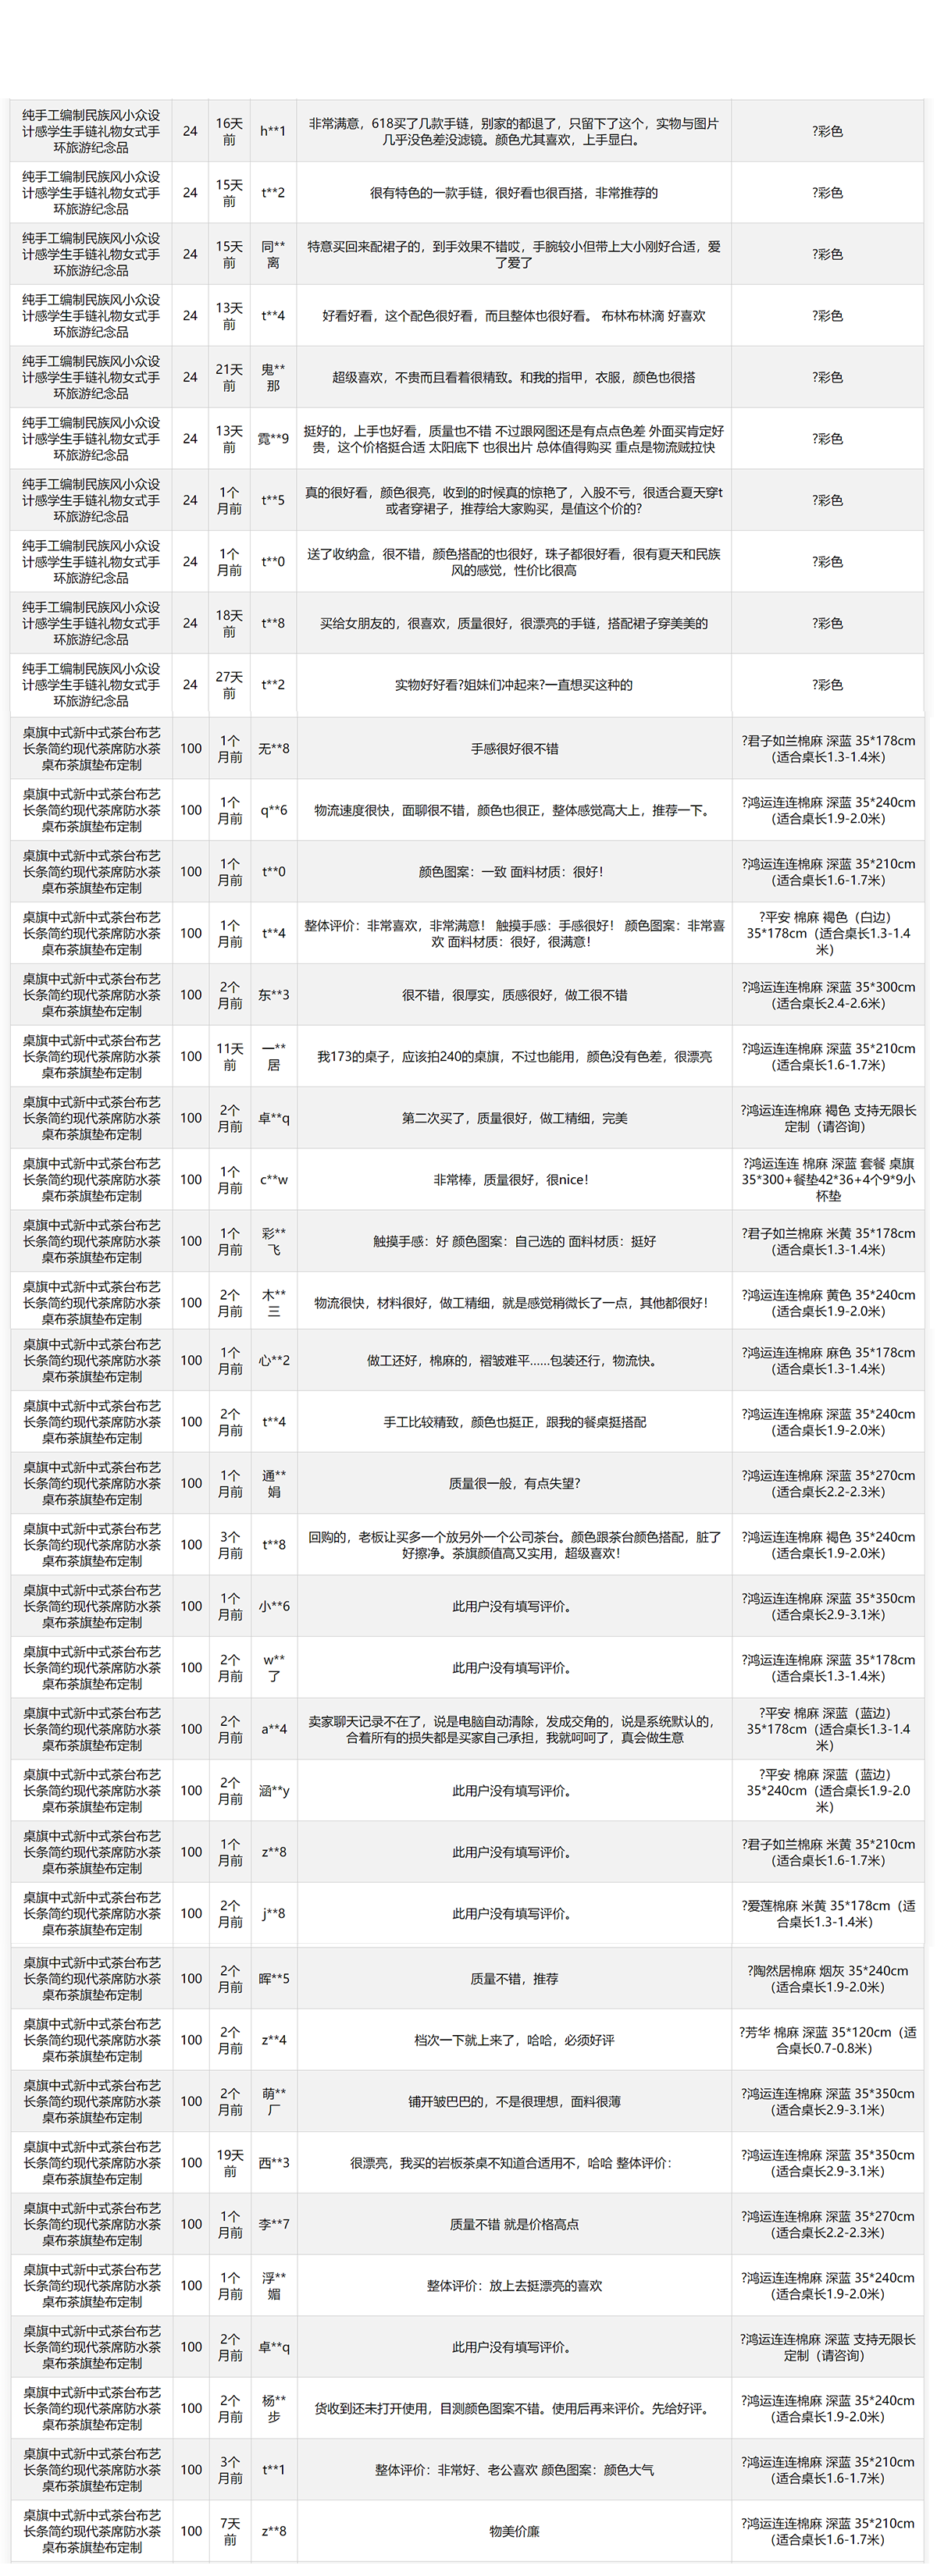 纯手工编制民族风小众设
计感学生手链礼物女式手
环旅游纪念品
24
16天
前
h**1
非常满意，618买了几款手链，别家的都退了，只留下了这个，实物与图片
几乎没色差没滤镜。颜色尤其喜欢，上手显白。
?彩色
纯手工编制民族风小众设
计感学生手链礼物女式手
环旅游纪念品
24
15天
前
t**2
很有特色的一款手链，很好看也很百搭，非常推荐的
?彩色
纯手工编制民族风小众设
计感学生手链礼物女式手
环旅游纪念品
24
15天
前
同**
离
特意买回来配裙子的，到手效果不错哎，手腕较小但带上大小刚好合适，爱
了爱了
?彩色
纯手工编制民族风小众设
计感学生手链礼物女式手
环旅游纪念品
24
13天
前
t**4
好看好看，这个配色很好看，而且整体也很好看。 布林布林滴 好喜欢
?彩色
纯手工编制民族风小众设
计感学生手链礼物女式手
环旅游纪念品
24
21天
前
鬼**
那
超级喜欢，不贵而且看着很精致。和我的指甲，衣服，颜色也很搭
?彩色
纯手工编制民族风小众设
计感学生手链礼物女式手
环旅游纪念品
24
13天
前
霓**9
挺好的，上手也好看，质量也不错 不过跟网图还是有点点色差 外面买肯定好
贵，这个价格挺合适 太阳底下 也很出片 总体值得购买 重点是物流贼拉快
?彩色
纯手工编制民族风小众设
计感学生手链礼物女式手
环旅游纪念品
24
1个
月前
t**5
真的很好看，颜色很亮，收到的时候真的惊艳了，入股不亏，很适合夏天穿t
或者穿裙子，推荐给大家购买，是值这个价的?
?彩色
纯手工编制民族风小众设
计感学生手链礼物女式手
环旅游纪念品
24
1个
月前
t**0
送了收纳盒，很不错，颜色搭配的也很好，珠子都很好看，很有夏天和民族
风的感觉，性价比很高
?彩色
纯手工编制民族风小众设
计感学生手链礼物女式手
环旅游纪念品
24
18天
前
t**8
买给女朋友的，很喜欢，质量很好，很漂亮的手链，搭配裙子穿美美的
?彩色
纯手工编制民族风小众设
计感学生手链礼物女式手
环旅游纪念品
24
27天
前
t**2
实物好好看?姐妹们冲起来?一直想买这种的
?彩色
桌旗中式新中式茶台布艺
长条简约现代茶席防水茶
桌布茶旗垫布定制
100
1个
月前
无**8
手感很好很不错
?君子如兰棉麻 深蓝 35*178cm
（适合桌长1.3-1.4米）
桌旗中式新中式茶台布艺
长条简约现代茶席防水茶
桌布茶旗垫布定制
100
1个
月前
q**6
物流速度很快，面聊很不错，颜色也很正，整体感觉高大上，推荐一下。
?鸿运连连棉麻 深蓝 35*240cm
（适合桌长1.9-2.0米）
桌旗中式新中式茶台布艺
长条简约现代茶席防水茶
桌布茶旗垫布定制
100
1个
月前
t**0
颜色图案：一致 面料材质：很好！
?鸿运连连棉麻 深蓝 35*210cm
（适合桌长1.6-1.7米）
桌旗中式新中式茶台布艺
长条简约现代茶席防水茶
桌布茶旗垫布定制
100
1个
月前
t**4
整体评价：非常喜欢，非常满意！ 触摸手感：手感很好！ 颜色图案：非常喜
欢 面料材质：很好，很满意！
?平安 棉麻 褐色（白边）
35*178cm（适合桌长1.3-1.4
米）
桌旗中式新中式茶台布艺
长条简约现代茶席防水茶
桌布茶旗垫布定制
100
2个
月前
东**3
很不错，很厚实，质感很好，做工很不错
?鸿运连连棉麻 深蓝 35*300cm
（适合桌长2.4-2.6米）
桌旗中式新中式茶台布艺
长条简约现代茶席防水茶
桌布茶旗垫布定制
100
11天
前
一**
居
我173的桌子，应该拍240的桌旗，不过也能用，颜色没有色差，很漂亮
?鸿运连连棉麻 深蓝 35*210cm
（适合桌长1.6-1.7米）
桌旗中式新中式茶台布艺
长条简约现代茶席防水茶
桌布茶旗垫布定制
100
2个
月前
卓**q
第二次买了，质量很好，做工精细，完美
?鸿运连连棉麻 褐色 支持无限长
定制（请咨询）
桌旗中式新中式茶台布艺
长条简约现代茶席防水茶
桌布茶旗垫布定制
100
1个
月前
c**w
非常棒，质量很好，很nice！
?鸿运连连 棉麻 深蓝 套餐 桌旗
35*300+餐垫42*36+4个9*9小
杯垫
桌旗中式新中式茶台布艺
长条简约现代茶席防水茶
桌布茶旗垫布定制
100
1个
月前
彩**
飞
触摸手感：好 颜色图案：自己选的 面料材质：挺好
?君子如兰棉麻 米黄 35*178cm
（适合桌长1.3-1.4米）
桌旗中式新中式茶台布艺
长条简约现代茶席防水茶
桌布茶旗垫布定制
100
2个
月前
木**
三
物流很快，材料很好，做工精细，就是感觉稍微长了一点，其他都很好！
?鸿运连连棉麻 黄色 35*240cm
（适合桌长1.9-2.0米）
桌旗中式新中式茶台布艺
长条简约现代茶席防水茶
桌布茶旗垫布定制
100
1个
月前
心**2
做工还好，棉麻的，褶皱难平……包装还行，物流快。
?鸿运连连棉麻 麻色 35*178cm
（适合桌长1.3-1.4米）
桌旗中式新中式茶台布艺
长条简约现代茶席防水茶
桌布茶旗垫布定制
100
2个
月前
t**4
手工比较精致，颜色也挺正，跟我的餐桌挺搭配
?鸿运连连棉麻 深蓝 35*240cm
（适合桌长1.9-2.0米）
桌旗中式新中式茶台布艺
长条简约现代茶席防水茶
桌布茶旗垫布定制
100
1个
月前
通**
娟
质量很一般，有点失望?
?鸿运连连棉麻 深蓝 35*270cm
（适合桌长2.2-2.3米）
桌旗中式新中式茶台布艺
长条简约现代茶席防水茶
桌布茶旗垫布定制
100
3个
月前
t**8
回购的，老板让买多一个放另外一个公司茶台。颜色跟茶台颜色搭配，脏了
好擦净。茶旗颜值高又实用，超级喜欢！
?鸿运连连棉麻 褐色 35*240cm
（适合桌长1.9-2.0米）
桌旗中式新中式茶台布艺
长条简约现代茶席防水茶
桌布茶旗垫布定制
100
1个
月前
小**6
此用户没有填写评价。
?鸿运连连棉麻 深蓝 35*350cm
（适合桌长2.9-3.1米）
桌旗中式新中式茶台布艺
长条简约现代茶席防水茶
桌布茶旗垫布定制
100
2个
月前
w**
了
此用户没有填写评价。
?鸿运连连棉麻 深蓝 35*178cm
（适合桌长1.3-1.4米）
桌旗中式新中式茶台布艺
长条简约现代茶席防水茶
桌布茶旗垫布定制
100
2个
月前
a**4
卖家聊天记录不在了，说是电脑自动清除，发成交角的，说是系统默认的，
合着所有的损失都是买家自己承担，我就呵呵了，真会做生意
?平安 棉麻 深蓝（蓝边）
35*178cm（适合桌长1.3-1.4
米）
桌旗中式新中式茶台布艺
长条简约现代茶席防水茶
桌布茶旗垫布定制
100
2个
月前
涵**y
此用户没有填写评价。
?平安 棉麻 深蓝（蓝边）
35*240cm（适合桌长1.9-2.0
米）
桌旗中式新中式茶台布艺
长条简约现代茶席防水茶
桌布茶旗垫布定制
100
1个
月前
z**8
此用户没有填写评价。
?君子如兰棉麻 米黄 35*210cm
（适合桌长1.6-1.7米）
桌旗中式新中式茶台布艺
长条简约现代茶席防水茶
桌布茶旗垫布定制
100
2个
月前
j**8
此用户没有填写评价。
?爱莲棉麻 米黄 35*178cm（适
合桌长1.3-1.4米）
桌旗中式新中式茶台布艺
长条简约现代茶席防水茶
桌布茶旗垫布定制
100
2个
月前
晖**5
质量不错，推荐
?陶然居棉麻 烟灰 35*240cm
（适合桌长1.9-2.0米）
桌旗中式新中式茶台布艺
长条简约现代茶席防水茶
桌布茶旗垫布定制
100
2个
月前
z**4
档次一下就上来了，哈哈，必须好评
?芳华 棉麻 深蓝 35*120cm（适
合桌长0.7-0.8米）
桌旗中式新中式茶台布艺
长条简约现代茶席防水茶
桌布茶旗垫布定制
100
2个
月前
萌**
厂
铺开皱巴巴的，不是很理想，面料很薄
?鸿运连连棉麻 深蓝 35*350cm
（适合桌长2.9-3.1米）
桌旗中式新中式茶台布艺
长条简约现代茶席防水茶
桌布茶旗垫布定制
100
19天
前
西**3
很漂亮，我买的岩板茶桌不知道合适用不，哈哈 整体评价：
?鸿运连连棉麻 深蓝 35*350cm
（适合桌长2.9-3.1米）
桌旗中式新中式茶台布艺
长条简约现代茶席防水茶
桌布茶旗垫布定制
100
1个
月前
李**7
质量不错 就是价格高点
?鸿运连连棉麻 深蓝 35*270cm
（适合桌长2.2-2.3米）
桌旗中式新中式茶台布艺
长条简约现代茶席防水茶
桌布茶旗垫布定制
100
1个
月前
浮**
媚
整体评价：放上去挺漂亮的喜欢
?鸿运连连棉麻 深蓝 35*240cm
（适合桌长1.9-2.0米）
桌旗中式新中式茶台布艺
长条简约现代茶席防水茶
桌布茶旗垫布定制
100
2个
月前
卓**q
此用户没有填写评价。
?鸿运连连棉麻 深蓝 支持无限长
定制（请咨询）
桌旗中式新中式茶台布艺
长条简约现代茶席防水茶
桌布茶旗垫布定制
100
2个
月前
杨**
步
货收到还未打开使用，目测颜色图案不错。使用后再来评价。先给好评。
?鸿运连连棉麻 深蓝 35*240cm
（适合桌长1.9-2.0米）
桌旗中式新中式茶台布艺
长条简约现代茶席防水茶
桌布茶旗垫布定制
100
3个
月前
t**1
整体评价：非常好、老公喜欢 颜色图案：颜色大气
?鸿运连连棉麻 深蓝 35*210cm
（适合桌长1.6-1.7米）
桌旗中式新中式茶台布艺
长条简约现代茶席防水茶
桌布茶旗垫布定制
100
7天
前
z**8
物美价廉
?鸿运连连棉麻 深蓝 35*210cm
（适合桌长1.6-1.7米）